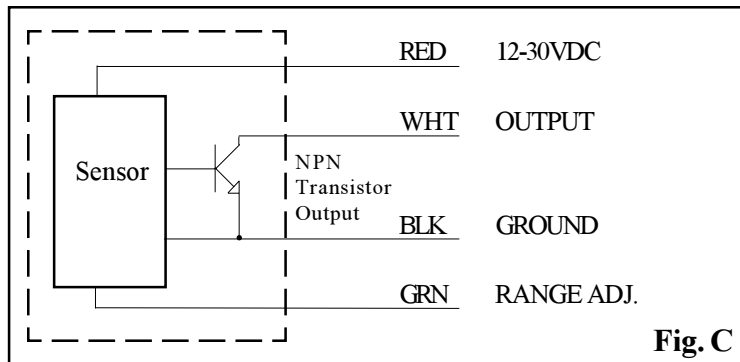 RED 12-30VDC
WHT OUTPUT
Sensor
NPN
Transistor
Output
BLK GROUND
GRN RANGE ADJ.
Fig. C